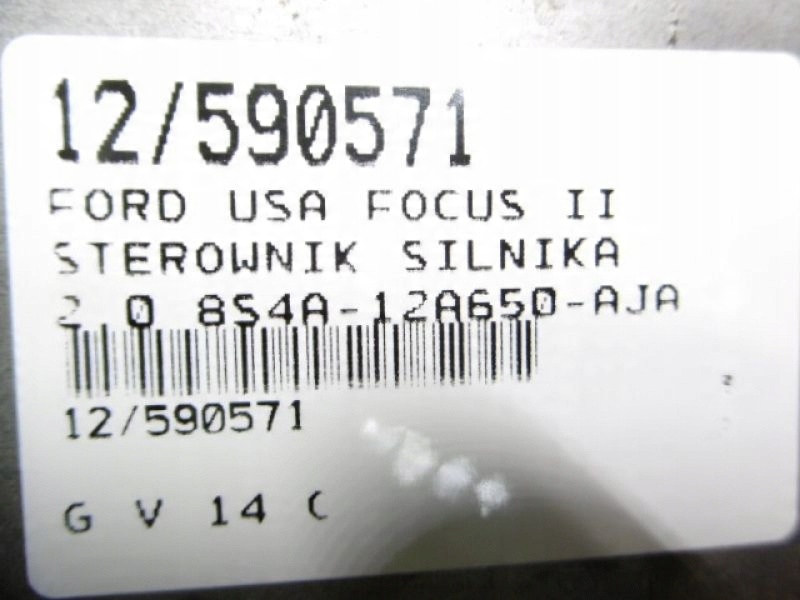 12/590571
FORD USA FOCUS II
STEROWNIK SILNIKA
2 0 8S4A-12A650-AJA
12/590571
G V 14 C